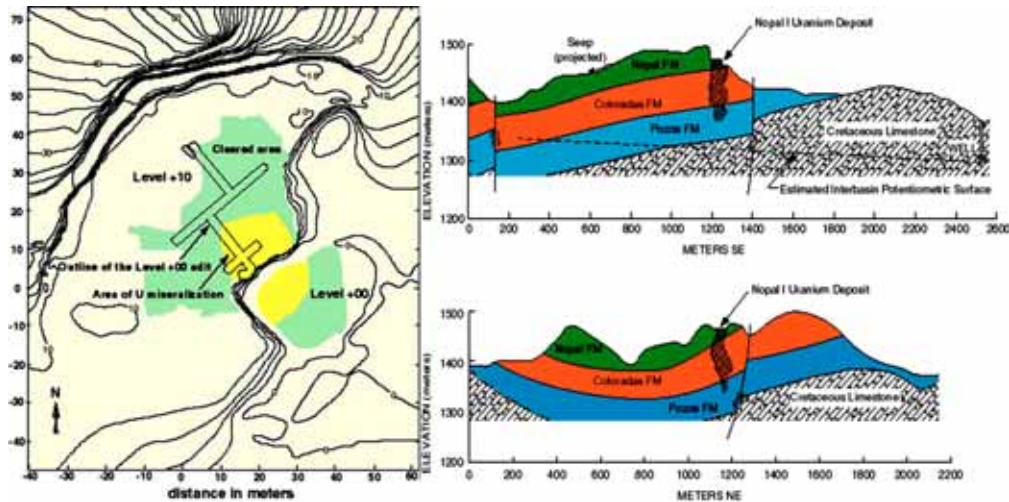 70
60
50
40
30
20
10
0
-10
-20
-30
-40
Cleared area
Level +10
Outline of the Level +00 adit
Area of U mineralization
Level +00
N
-40 -30 -20 -10 0 10 20 30 40 50 60
distance in meters
ELEVATION (meters)
1500
1400
1300
1200
Seep
(projected)
Nopal I Uranium Deposit
Nopal FM
Coloradas FM
Pozos FM
Cretaceous Limestone
WELL
Estimated Interbasin Potentiometric Surface
0 200 400 600 800 1000 1200 1400 1600 1800 2000 2200 2400 2600
METERS SE
ELEVATION (meters)
1500
1400
1300
1200
Nopal I Uranium Deposit
Nopal FM
Coloradas FM
Pozos FM
Cretaceous Limestone
0 200 400 600 800 1000 1200 1400 1600 1800 2000 2200
METERS NE